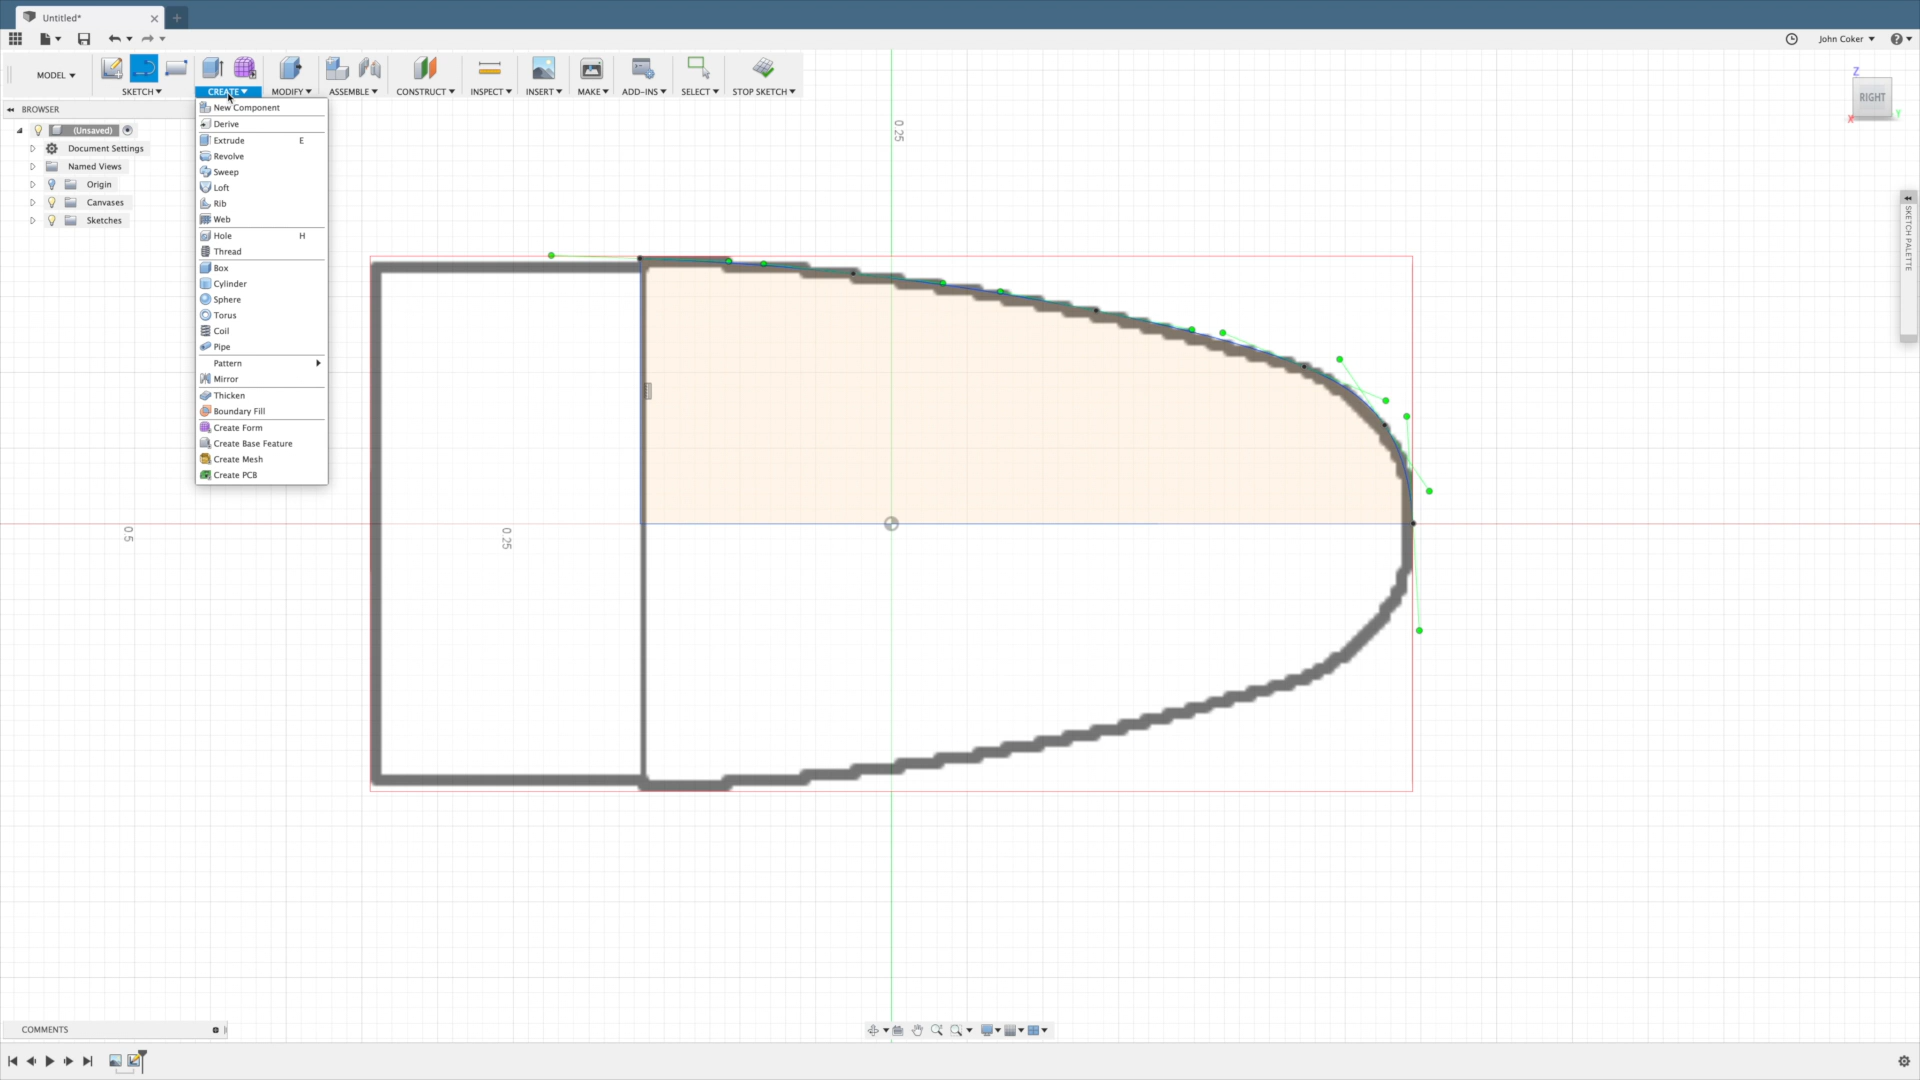 Untitled*
John Coker
MODEL
SKETCH
CREATE
MODIFY
ASSEMBLE
CONSTRUCT
INSPECT
INSERT
MAKE
ADD-INS
SELECT
STOP SKETCH
Z
RIGHT
X
Y
BROWSER
(Unsaved)
Document Settings
Named Views
Origin
Canvases
Sketches
New Component
Derive
Extrude E
Revolve
Sweep
Loft
Rib
Web
Hole H
Thread
Box
Cylinder
Sphere
Torus
Coil
Pipe
Pattern
Mirror
Thicken
Boundary Fill
Create Form
Create Base Feature
Create Mesh
Create PCB
0.25
SKETCH PALETTE
0.5
0.25
COMMENTS